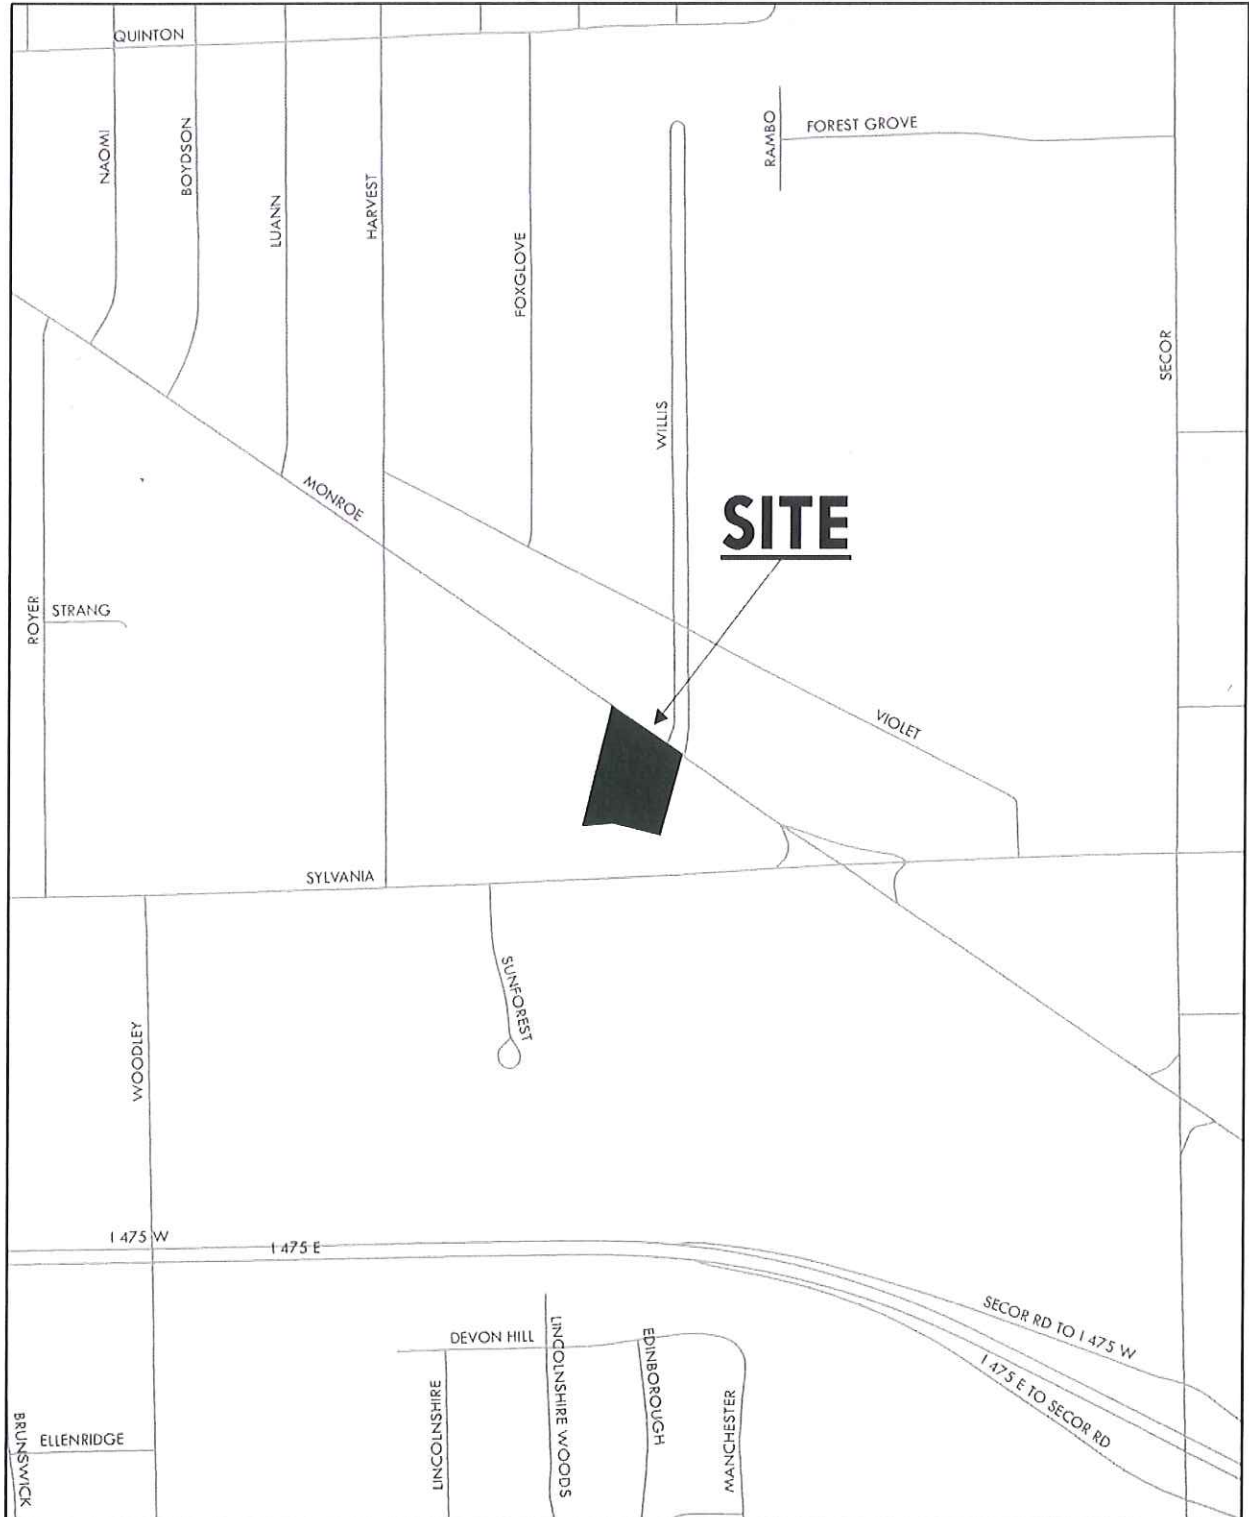 QUINTON
NAOMI
BOYDSON
LUANN
HARVEST
FOXGLOVE
RAMBO
FOREST GROVE
SECOR
WILLIS
MONROE
SITE
ROYER
STRANG
VIOLET
SYLVANIA
SUNFOREST
WOODLEY
I 475 W
I 475 E
SECOR RD TO I 475 W
I 475 E TO SECOR RD
DEVON HILL
LINCOLNSHIRE
LINCOLNSHIRE WOODS
EDINBOROUGH
MANCHESTER
BRUNSWICK
ELLENRIDGE